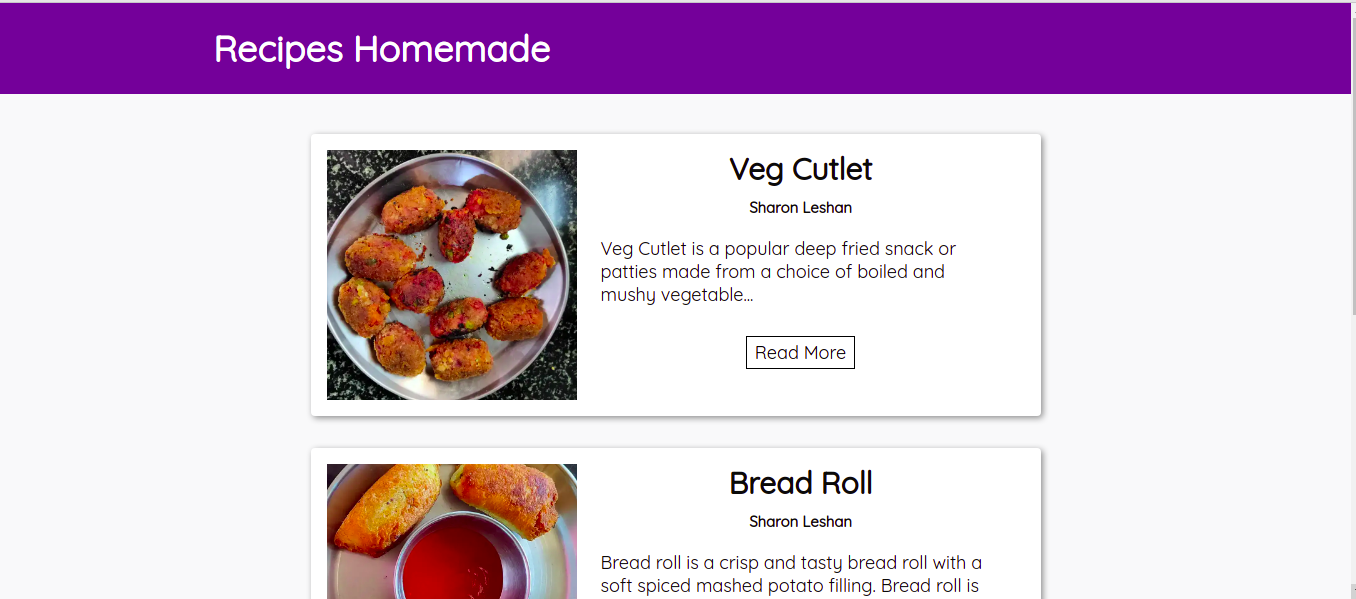 Recipes Homemade
Veg Cutlet
Sharon Leshan
Veg Cutlet is a popular deep fried snack or
patties made from a choice of boiled and
mushy vegetable...
Read More
Bread Roll
Sharon Leshan
Bread roll is a crisp and tasty bread roll with a
soft spiced mashed potato filling. Bread roll is